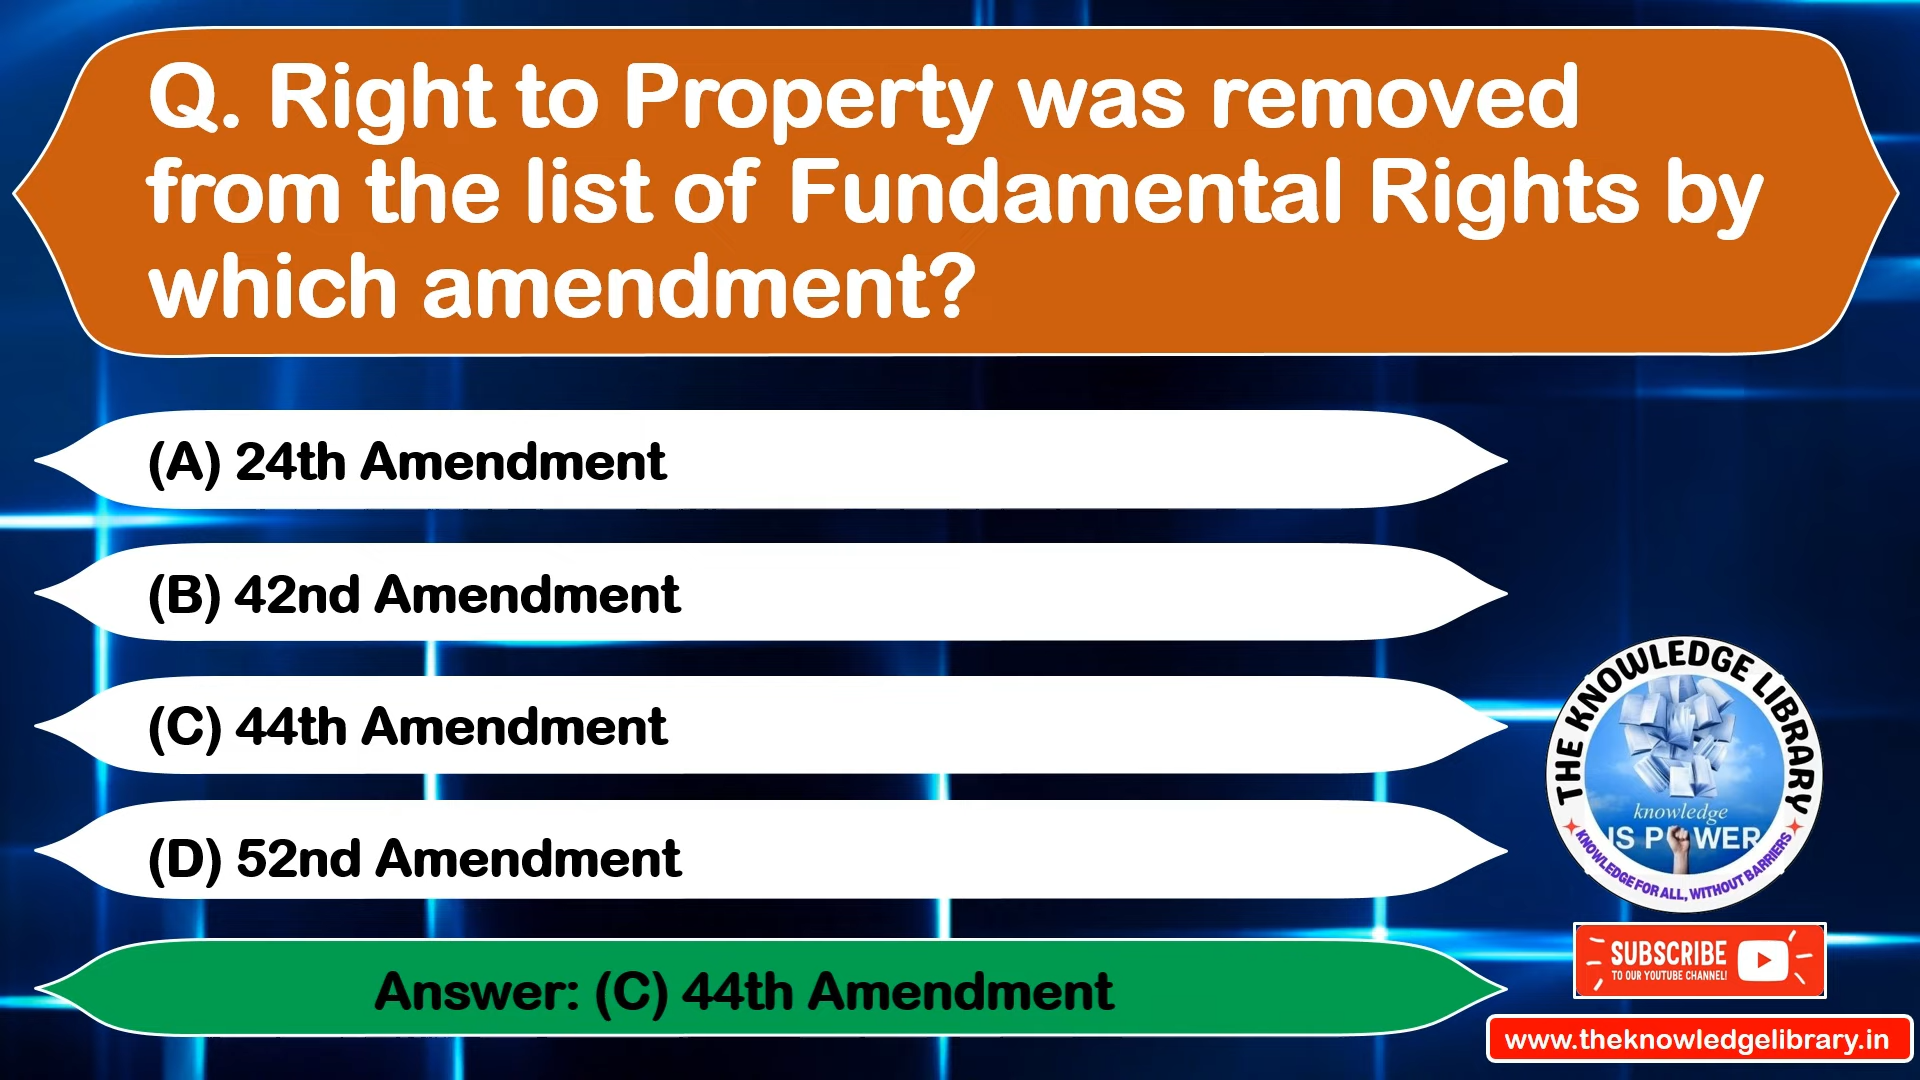 Q. Right to Property was removed
from the list of Fundamental Rights by
which amendment?
(A) 24th Amendment
(B) 42nd Amendment
(C) 44th Amendment
(D) 52nd Amendment
Answer: (C) 44th Amendment
THE KNOWLEDGE LIBRARY
knowledge
IS POWER
KNOWLEDGE FOR ALL, WITHOUT BARRIERS
SUBSCRIBE
TO OUR YOUTUBE CHANNEL!
www.theknowledgelibrary.in